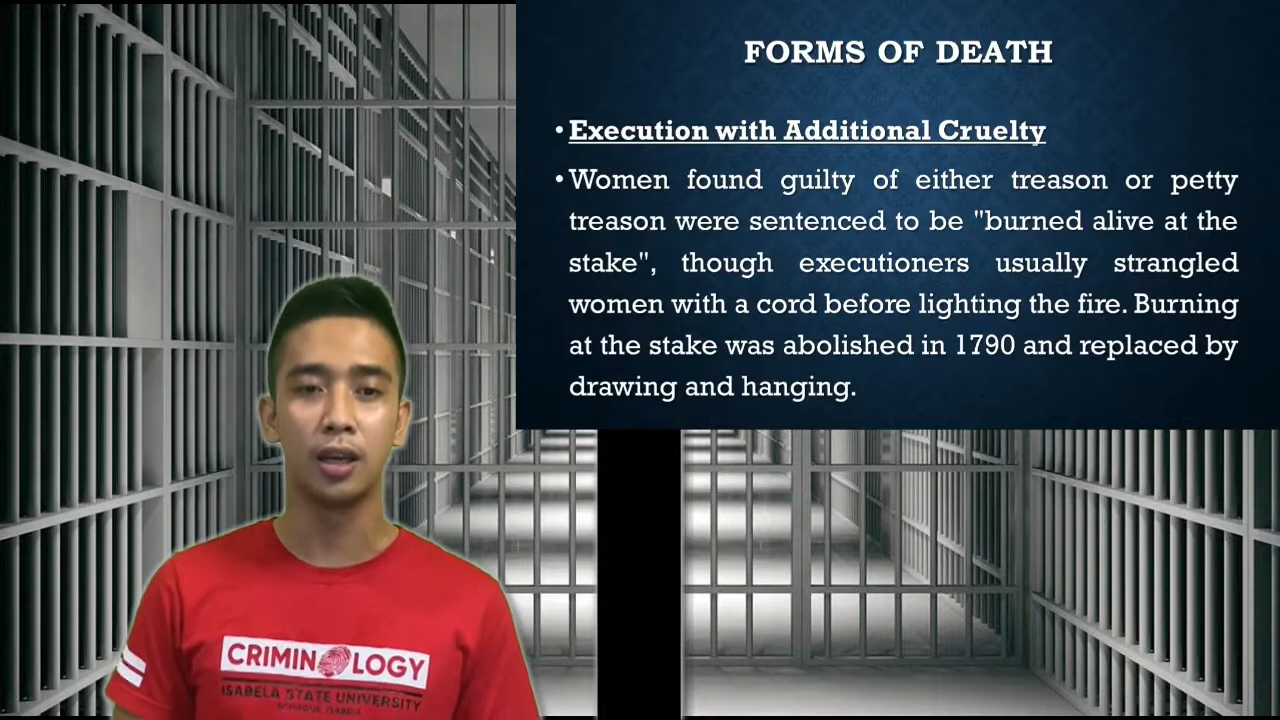 FORMS OF DEATH
• Execution with Additional Cruelty
• Women found guilty of either treason or petty
treason were sentenced to be "burned alive at the
stake", though executioners usually strangled
women with a cord before lighting the fire. Burning
at the stake was abolished in 1790 and replaced by
drawing and hanging.
CRIMINOLOGY
ISABELA STATE UNIVERSITY